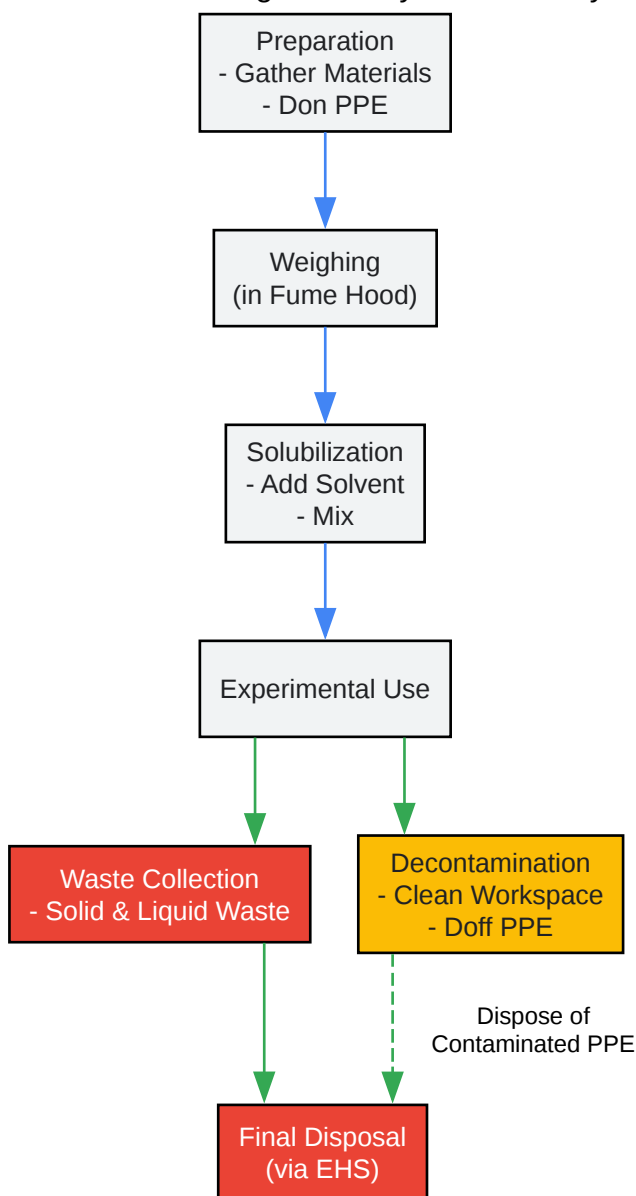 Preparation
- Gather Materials
- Don PPE
Weighing
(in Fume Hood)
Solubilization
- Add Solvent
- Mix
Experimental Use
Waste Collection
- Solid & Liquid Waste
Decontamination
- Clean Workspace
- Doff PPE
Dispose of
Contaminated PPE
Final Disposal
(via EHS)